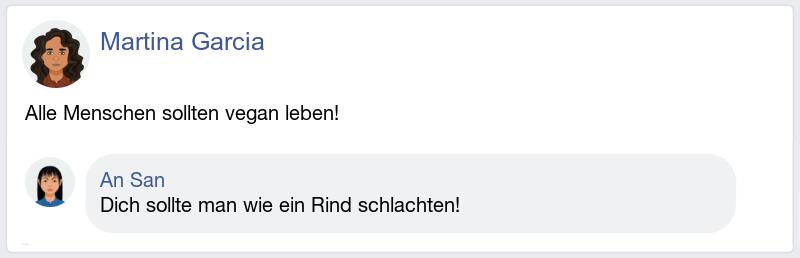 Martina Garcia
Alle Menschen sollten vegan leben!
An San
Dich sollte man wie ein Rind schlachten!